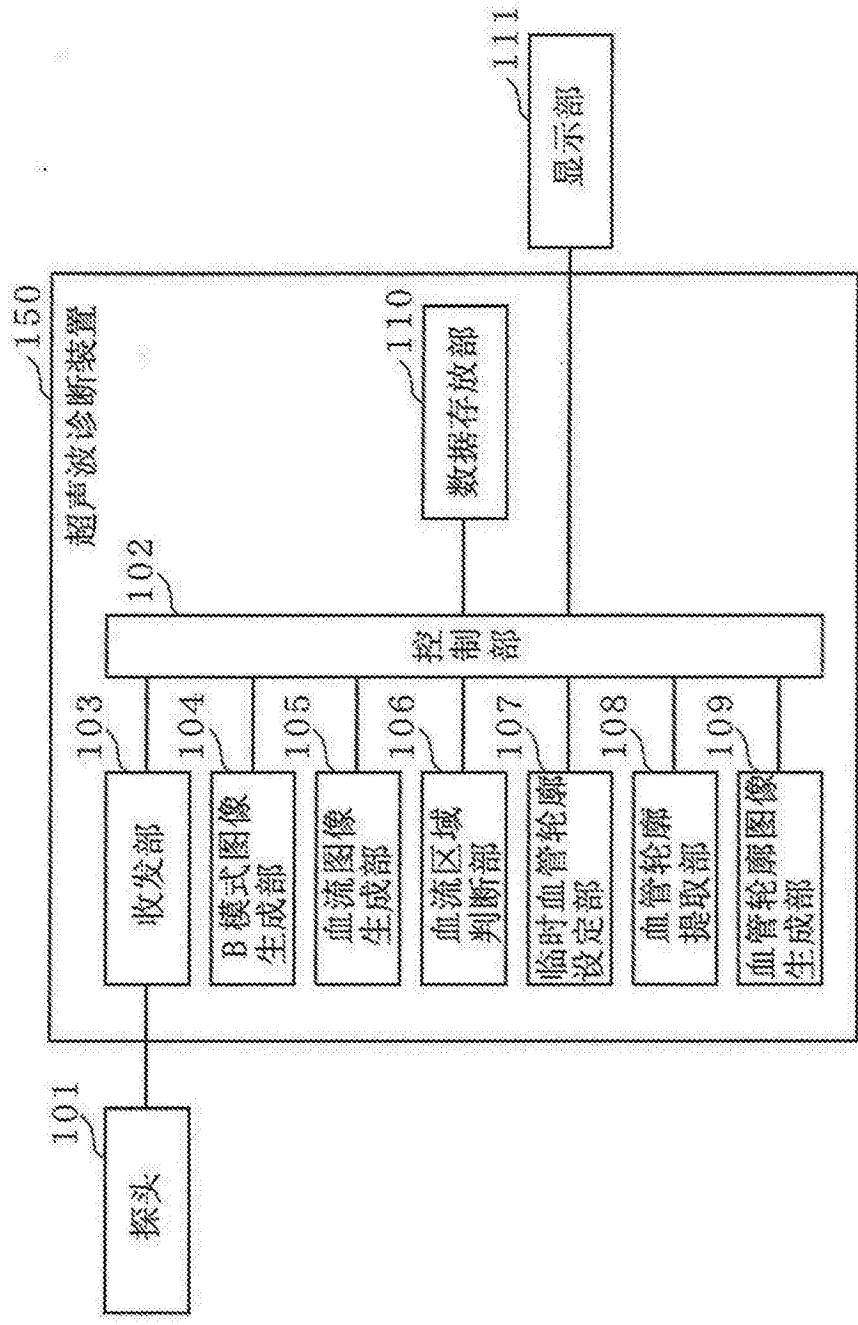 150
超声波诊断装置
101
探头
103
收发部
104
B 模式图像
生成部
105
血流图像
生成部
106
血流区域
判断部
107
临时血管轮廓
设定部
108
血管轮廓
提取部
109
血管轮廓图像
生成部
102
控制部
110
数据存放部
111
显示部